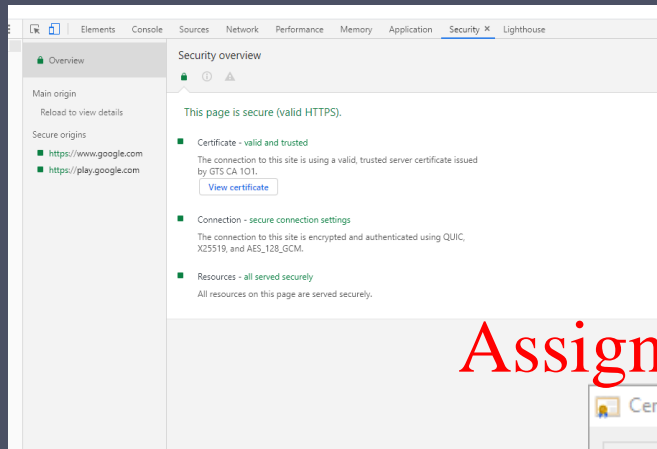 Elements Console Sources Network Performance Memory Application Security × Lighthouse
Overview
Main origin
Reload to view details
Secure origins
https://www.google.com
https://play.google.com
Security overview
This page is secure (valid HTTPS).
Certificate - valid and trusted
The connection to this site is using a valid, trusted server certificate issued
by GTS CA 1O1.
View certificate
Connection - secure connection settings
The connection to this site is encrypted and authenticated using QUIC,
X25519, and AES_128_GCM.
Resources - all served securely
All resources on this page are served securely.
Assign
Cer